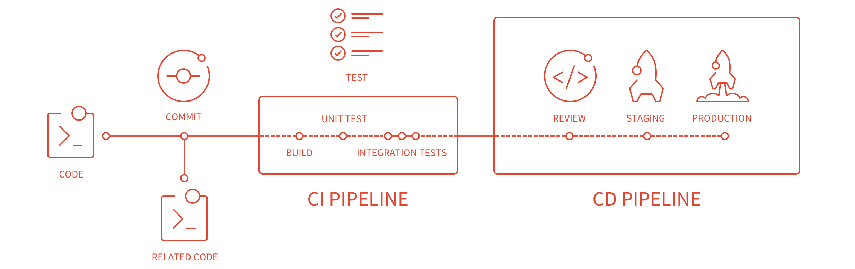 TEST
COMMIT
UNIT TEST
REVIEW
STAGING
PRODUCTION
BUILD
INTEGRATION TESTS
CODE
CI PIPELINE
CD PIPELINE
RELATED CODE